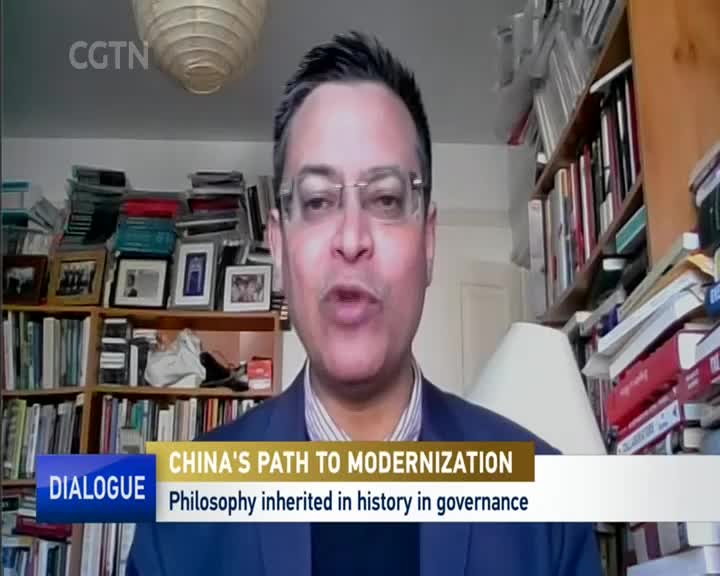 CGTN
CHINA'S PATH TO MODERNIZATION
DIALOGUE
Philosophy inherited in history in governance